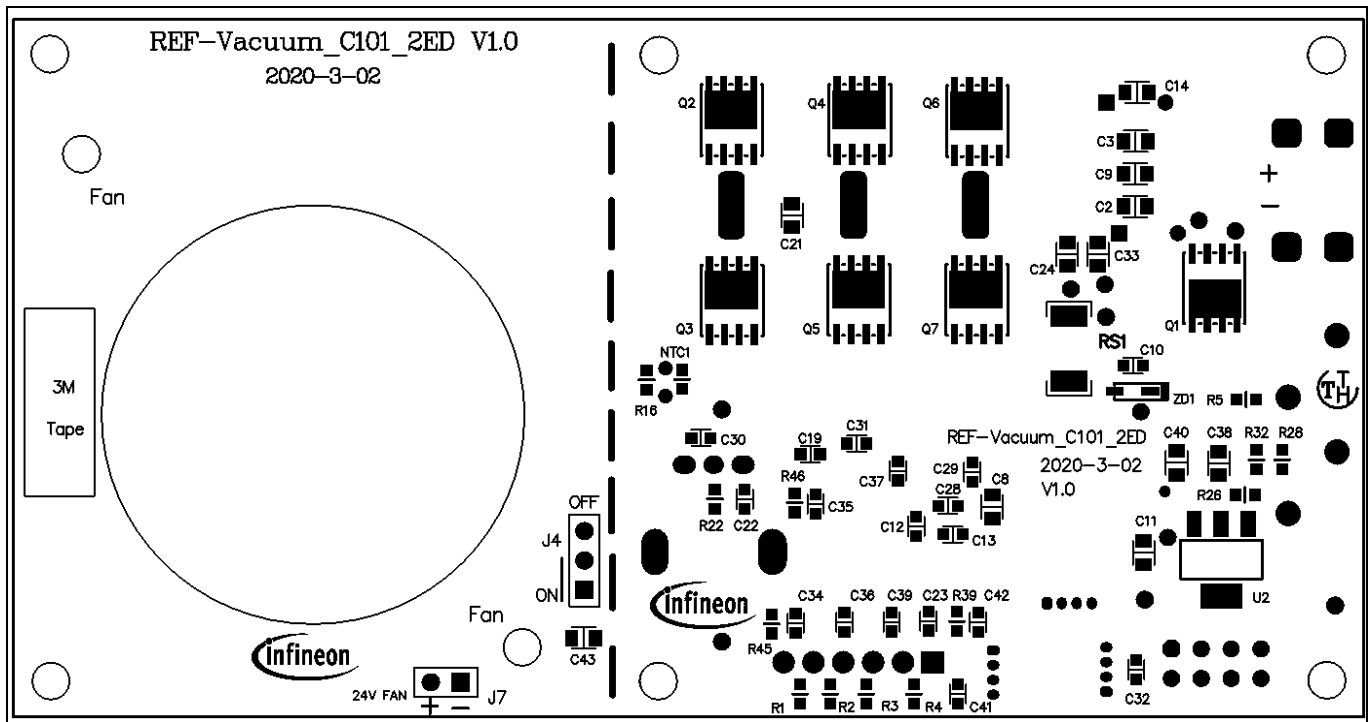 REF-Vacuum_C101_2ED V1.0
2020-3-02
Fan
3M
Tape
OFF
J4
ON
Fan
infineon
C43
24V FAN
J7
+ -
Q2
Q4
Q6
C14
C3
C9
+
C2
-
C21
C24
C33
Q3
Q5
Q7
Q1
RS1
NTC1
C10
R16
ZD1
R5
TH
C30
C19
C31
REF-Vacuum_C101_2ED
2020-3-02
V1.0
C40
C38
R32
R28
R46
C37
C29
C28
C8
R26
R22
C22
C35
C12
C13
C11
infineon
C34
C36
C39
C23
R39
C42
U2
R45
R1
R2
R3
R4
C41
C32